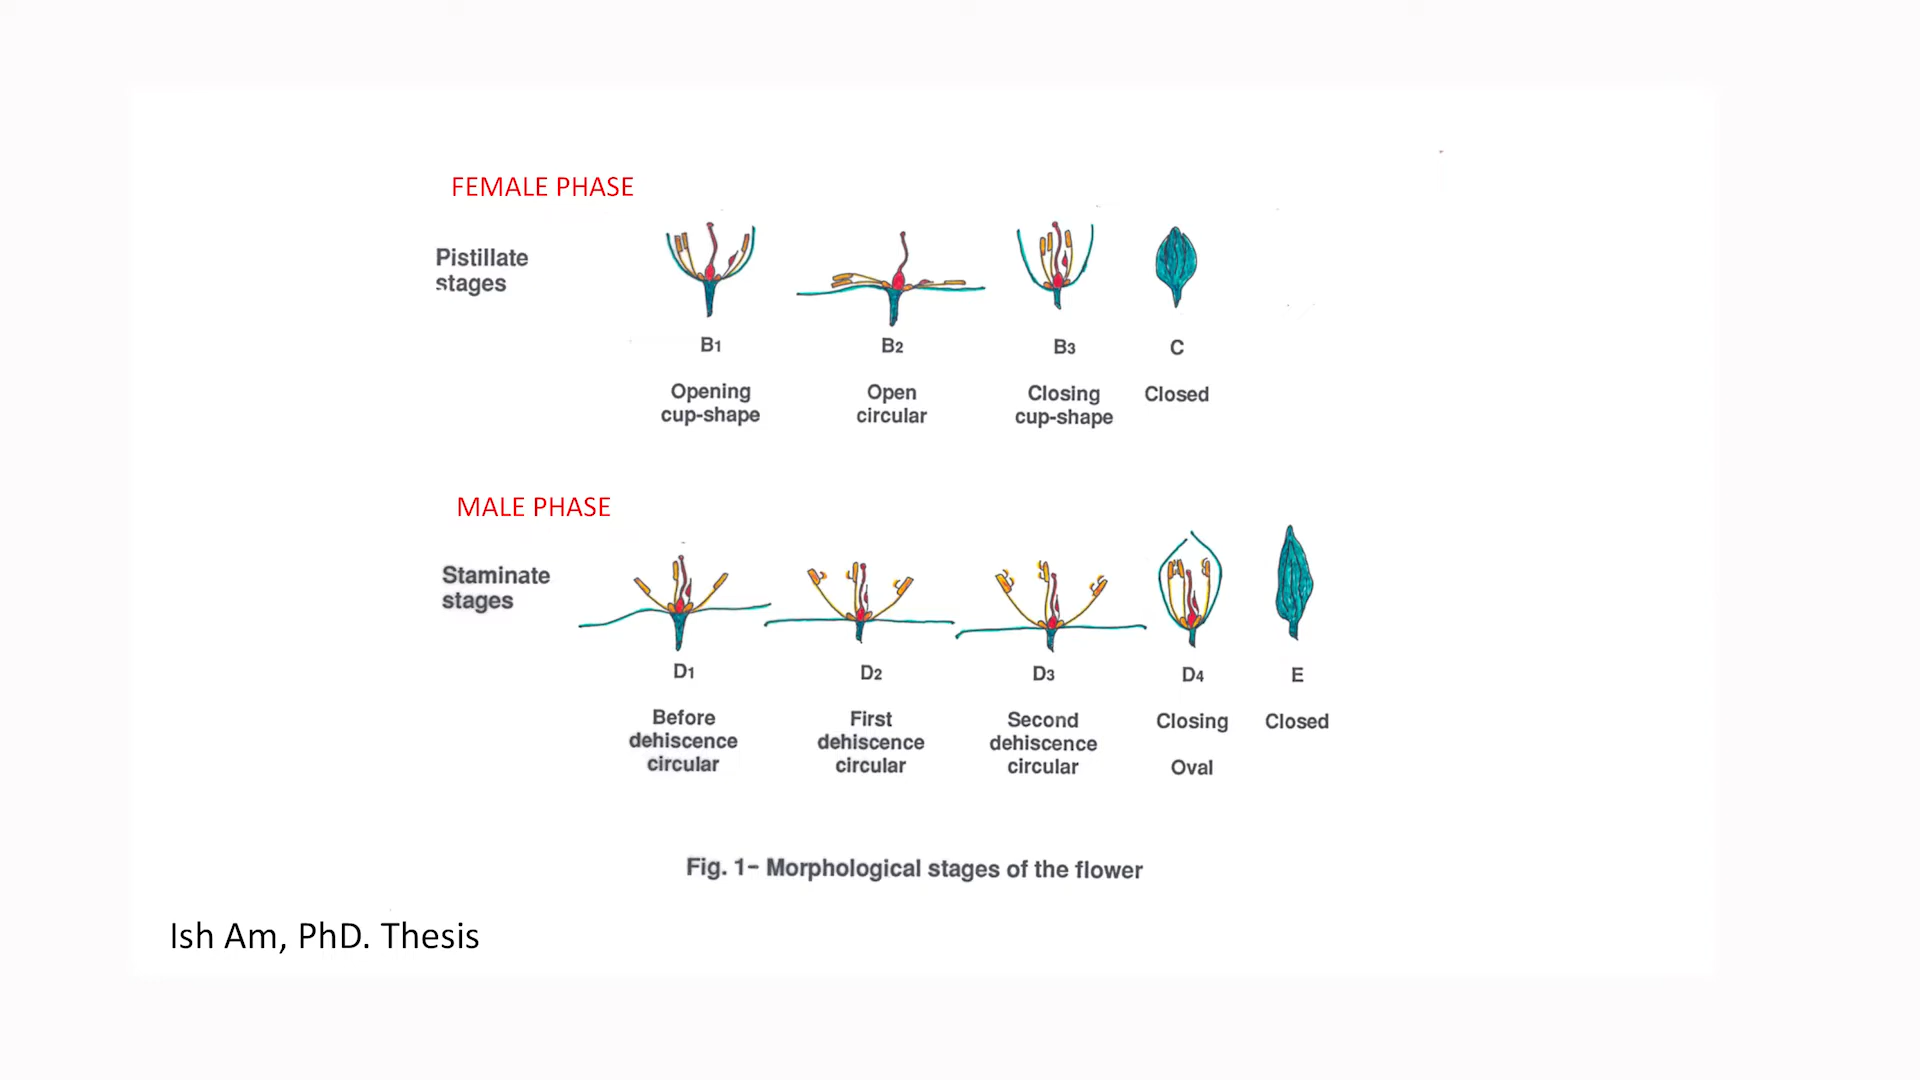 FEMALE PHASE
Pistillate
stages
B1
B2
B3
C
Opening
cup-shape
Open
circular
Closing
cup-shape
Closed
MALE PHASE
Staminate
stages
D1
D2
D3
D4
E
Before
dehiscence
circular
First
dehiscence
circular
Second
dehiscence
circular
Closing
Oval
Closed
Fig. 1- Morphological stages of the flower
Ish Am, PhD. Thesis